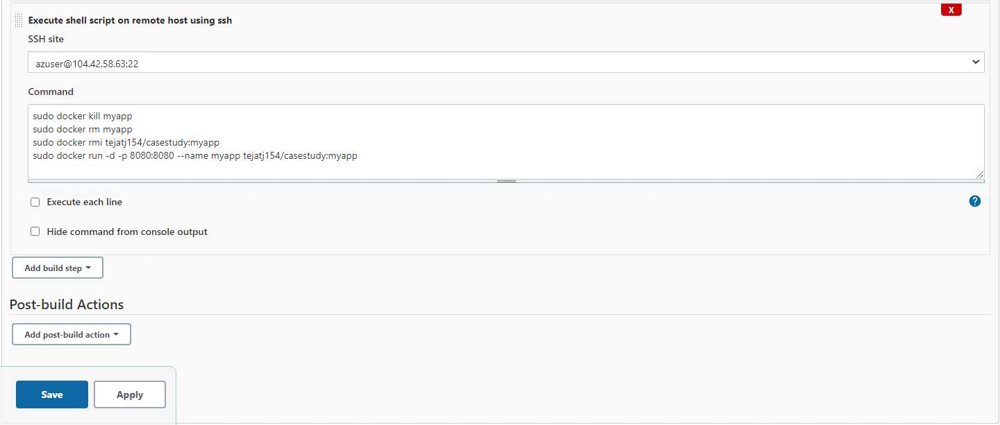 Execute shell script on remote host using ssh
X
SSH site
azuser@104.42.58.63:22
Command
sudo docker kill myapp
sudo docker rm myapp
sudo docker rmi tejatj154/casestudy:myapp
sudo docker run -d -p 8080:8080 --name myapp tejatj154/casestudy:myapp
Execute each line
?
Hide command from console output
Add build step
Post-build Actions
Add post-build action
Save
Apply